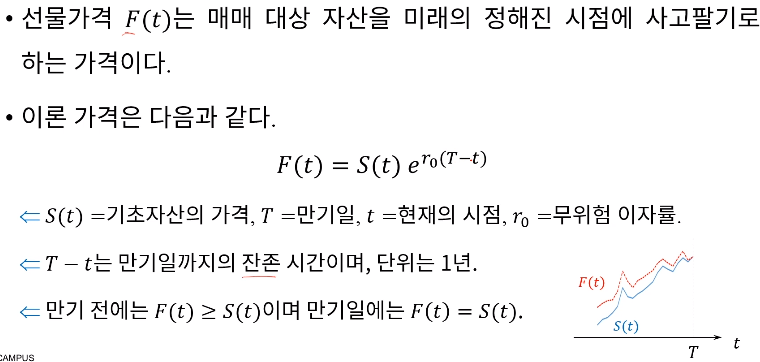 • 선물가격 F(t)는 매매 대상 자산을 미래의 정해진 시점에 사고팔기로
하는 가격이다.
• 이론 가격은 다음과 같다.
F(t) = S(t) e^{r₀(T−t)}
⇐ S(t) =기초자산의 가격, T =만기일, t =현재의 시점, r₀ =무위험 이자률.
⇐ T − t는 만기일까지의 잔존 시간이며, 단위는 1년.
⇐ 만기 전에는 F(t) ≥ S(t)이며 만기일에는 F(t) = S(t).
F(t)
S(t)
T
t
CAMPUS